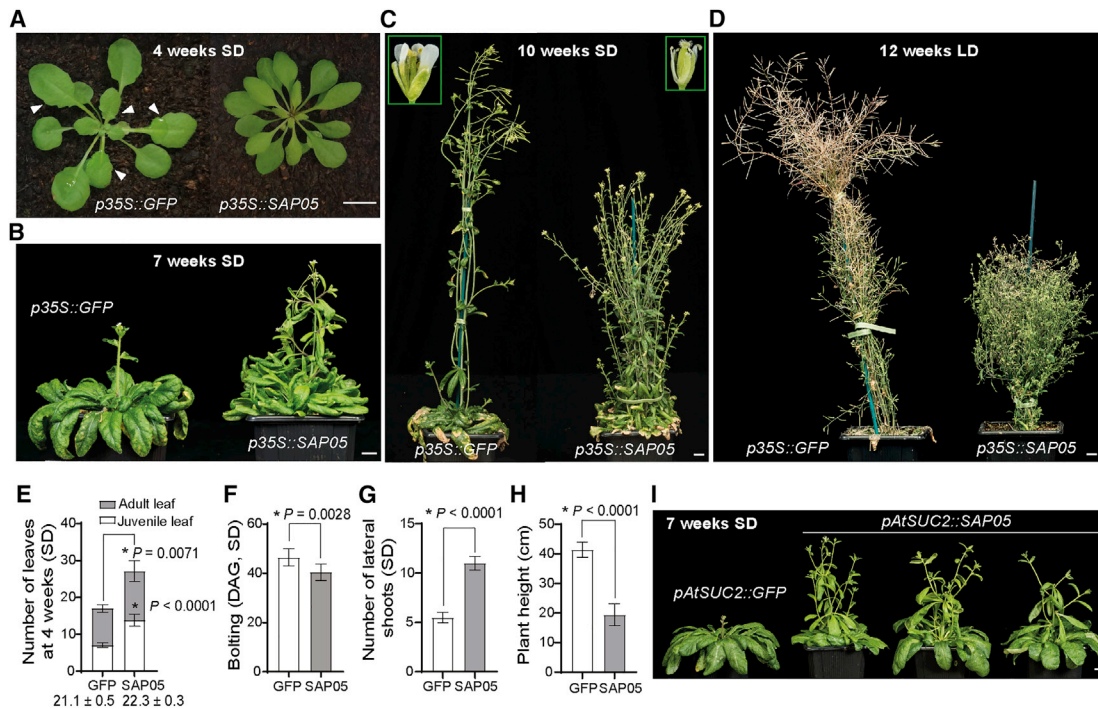 A
4 weeks SD
p35S::GFP
p35S::SAP05
B
7 weeks SD
p35S::GFP
p35S::SAP05
C
10 weeks SD
p35S::GFP
p35S::SAP05
D
12 weeks LD
p35S::GFP
p35S::SAP05
E
Adult leaf
Juvenile leaf
Number of leaves
at 4 weeks (SD)
40
30
20
10
0
* P = 0.0071
* P < 0.0001
GFP SAP05
21.1 ± 0.5 22.3 ± 0.3
F
Bolting (DAG, SD)
60
40
20
0
* P = 0.0028
GFP SAP05
G
Number of lateral
shoots (SD)
15
10
5
0
* P < 0.0001
GFP SAP05
H
Plant height (cm)
50
40
30
20
10
0
* P < 0.0001
GFP SAP05
I
7 weeks SD
pAtSUC2::SAP05
pAtSUC2::GFP